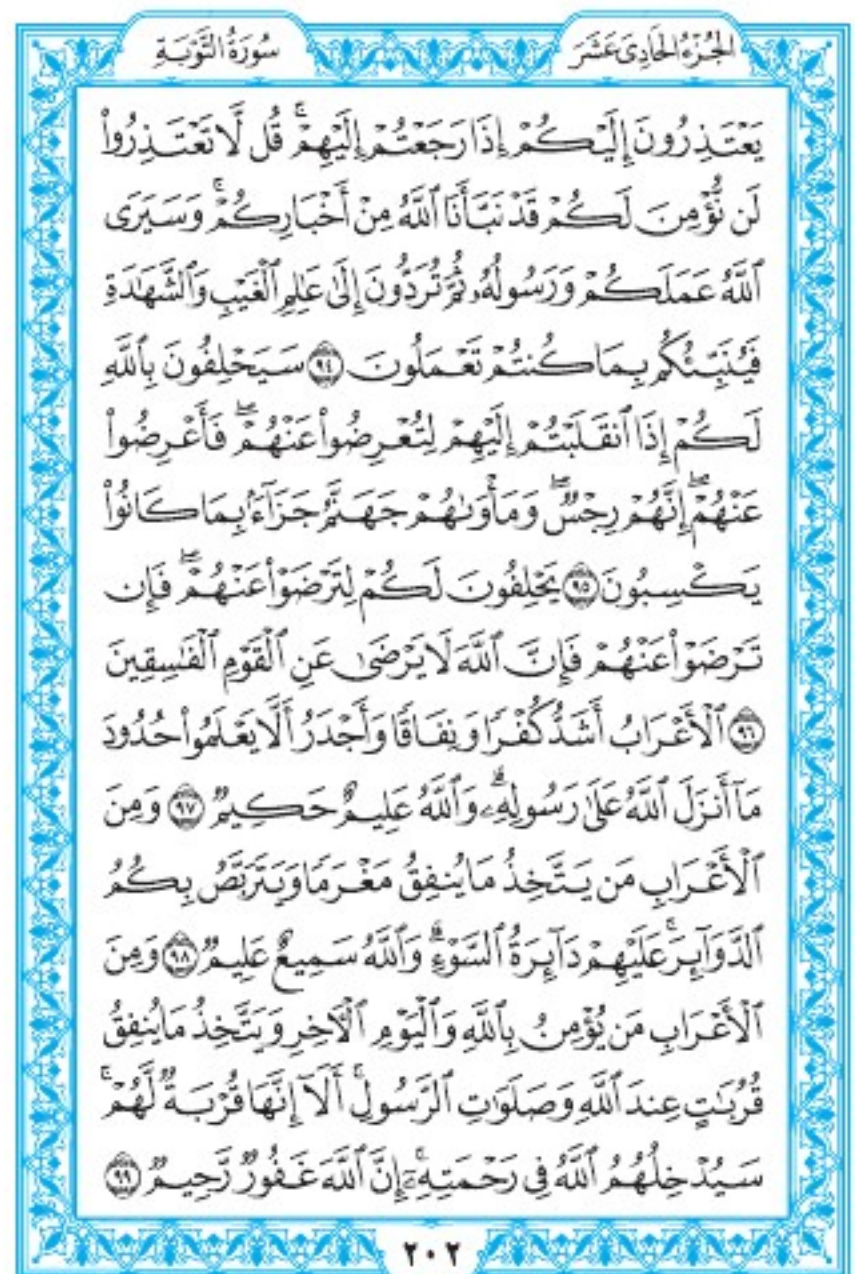 الجُزْءُ الحَادِيَ عَشَرَ
سُورَةُ التَّوْبَةِ
يَعْتَذِرُونَ إِلَيْكُمْ إِذَا رَجَعْتُمْ إِلَيْهِمْۚ قُل لَّا تَعْتَذِرُوا۟
لَن نُّؤْمِنَ لَكُمْ قَدْ نَبَّأَنَا ٱللَّهُ مِنْ أَخْبَارِكُمْۚ وَسَيَرَى
ٱللَّهُ عَمَلَكُمْ وَرَسُولُهُۥ ثُمَّ تُرَدُّونَ إِلَىٰ عَٰلِمِ ٱلْغَيْبِ وَٱلشَّهَٰدَةِ
فَيُنَبِّئُكُم بِمَا كُنتُمْ تَعْمَلُونَ ۝٩٤ سَيَحْلِفُونَ بِٱللَّهِ
لَكُمْ إِذَا ٱنقَلَبْتُمْ إِلَيْهِمْ لِتُعْرِضُوا۟ عَنْهُمْۖ فَأَعْرِضُوا۟
عَنْهُمْۖ إِنَّهُمْ رِجْسٌۖ وَمَأْوَىٰهُمْ جَهَنَّمُ جَزَآءًۢ بِمَا كَانُوا۟
يَكْسِبُونَ ۝٩٥ يَحْلِفُونَ لَكُمْ لِتَرْضَوْا۟ عَنْهُمْۖ فَإِن
تَرْضَوْا۟ عَنْهُمْ فَإِنَّ ٱللَّهَ لَا يَرْضَىٰ عَنِ ٱلْقَوْمِ ٱلْفَٰسِقِينَ
۝٩٦ ٱلْأَعْرَابُ أَشَدُّ كُفْرًا وَنِفَاقًا وَأَجْدَرُ أَلَّا يَعْلَمُوا۟ حُدُودَ
مَآ أَنزَلَ ٱللَّهُ عَلَىٰ رَسُولِهِۦۗ وَٱللَّهُ عَلِيمٌ حَكِيمٌ ۝٩٧ وَمِنَ
ٱلْأَعْرَابِ مَن يَتَّخِذُ مَا يُنفِقُ مَغْرَمًا وَيَتَرَبَّصُ بِكُمُ
ٱلدَّوَآئِرَۚ عَلَيْهِمْ دَآئِرَةُ ٱلسَّوْءِۗ وَٱللَّهُ سَمِيعٌ عَلِيمٌ ۝٩٨ وَمِنَ
ٱلْأَعْرَابِ مَن يُؤْمِنُ بِٱللَّهِ وَٱلْيَوْمِ ٱلْءَاخِرِ وَيَتَّخِذُ مَا يُنفِقُ
قُرُبَٰتٍ عِندَ ٱللَّهِ وَصَلَوَٰتِ ٱلرَّسُولِۚ أَلَآ إِنَّهَا قُرْبَةٌ لَّهُمْۚ
سَيُدْخِلُهُمُ ٱللَّهُ فِى رَحْمَتِهِۦٓۚ إِنَّ ٱللَّهَ غَفُورٌ رَّحِيمٌ ۝٩٩
٢٠٢